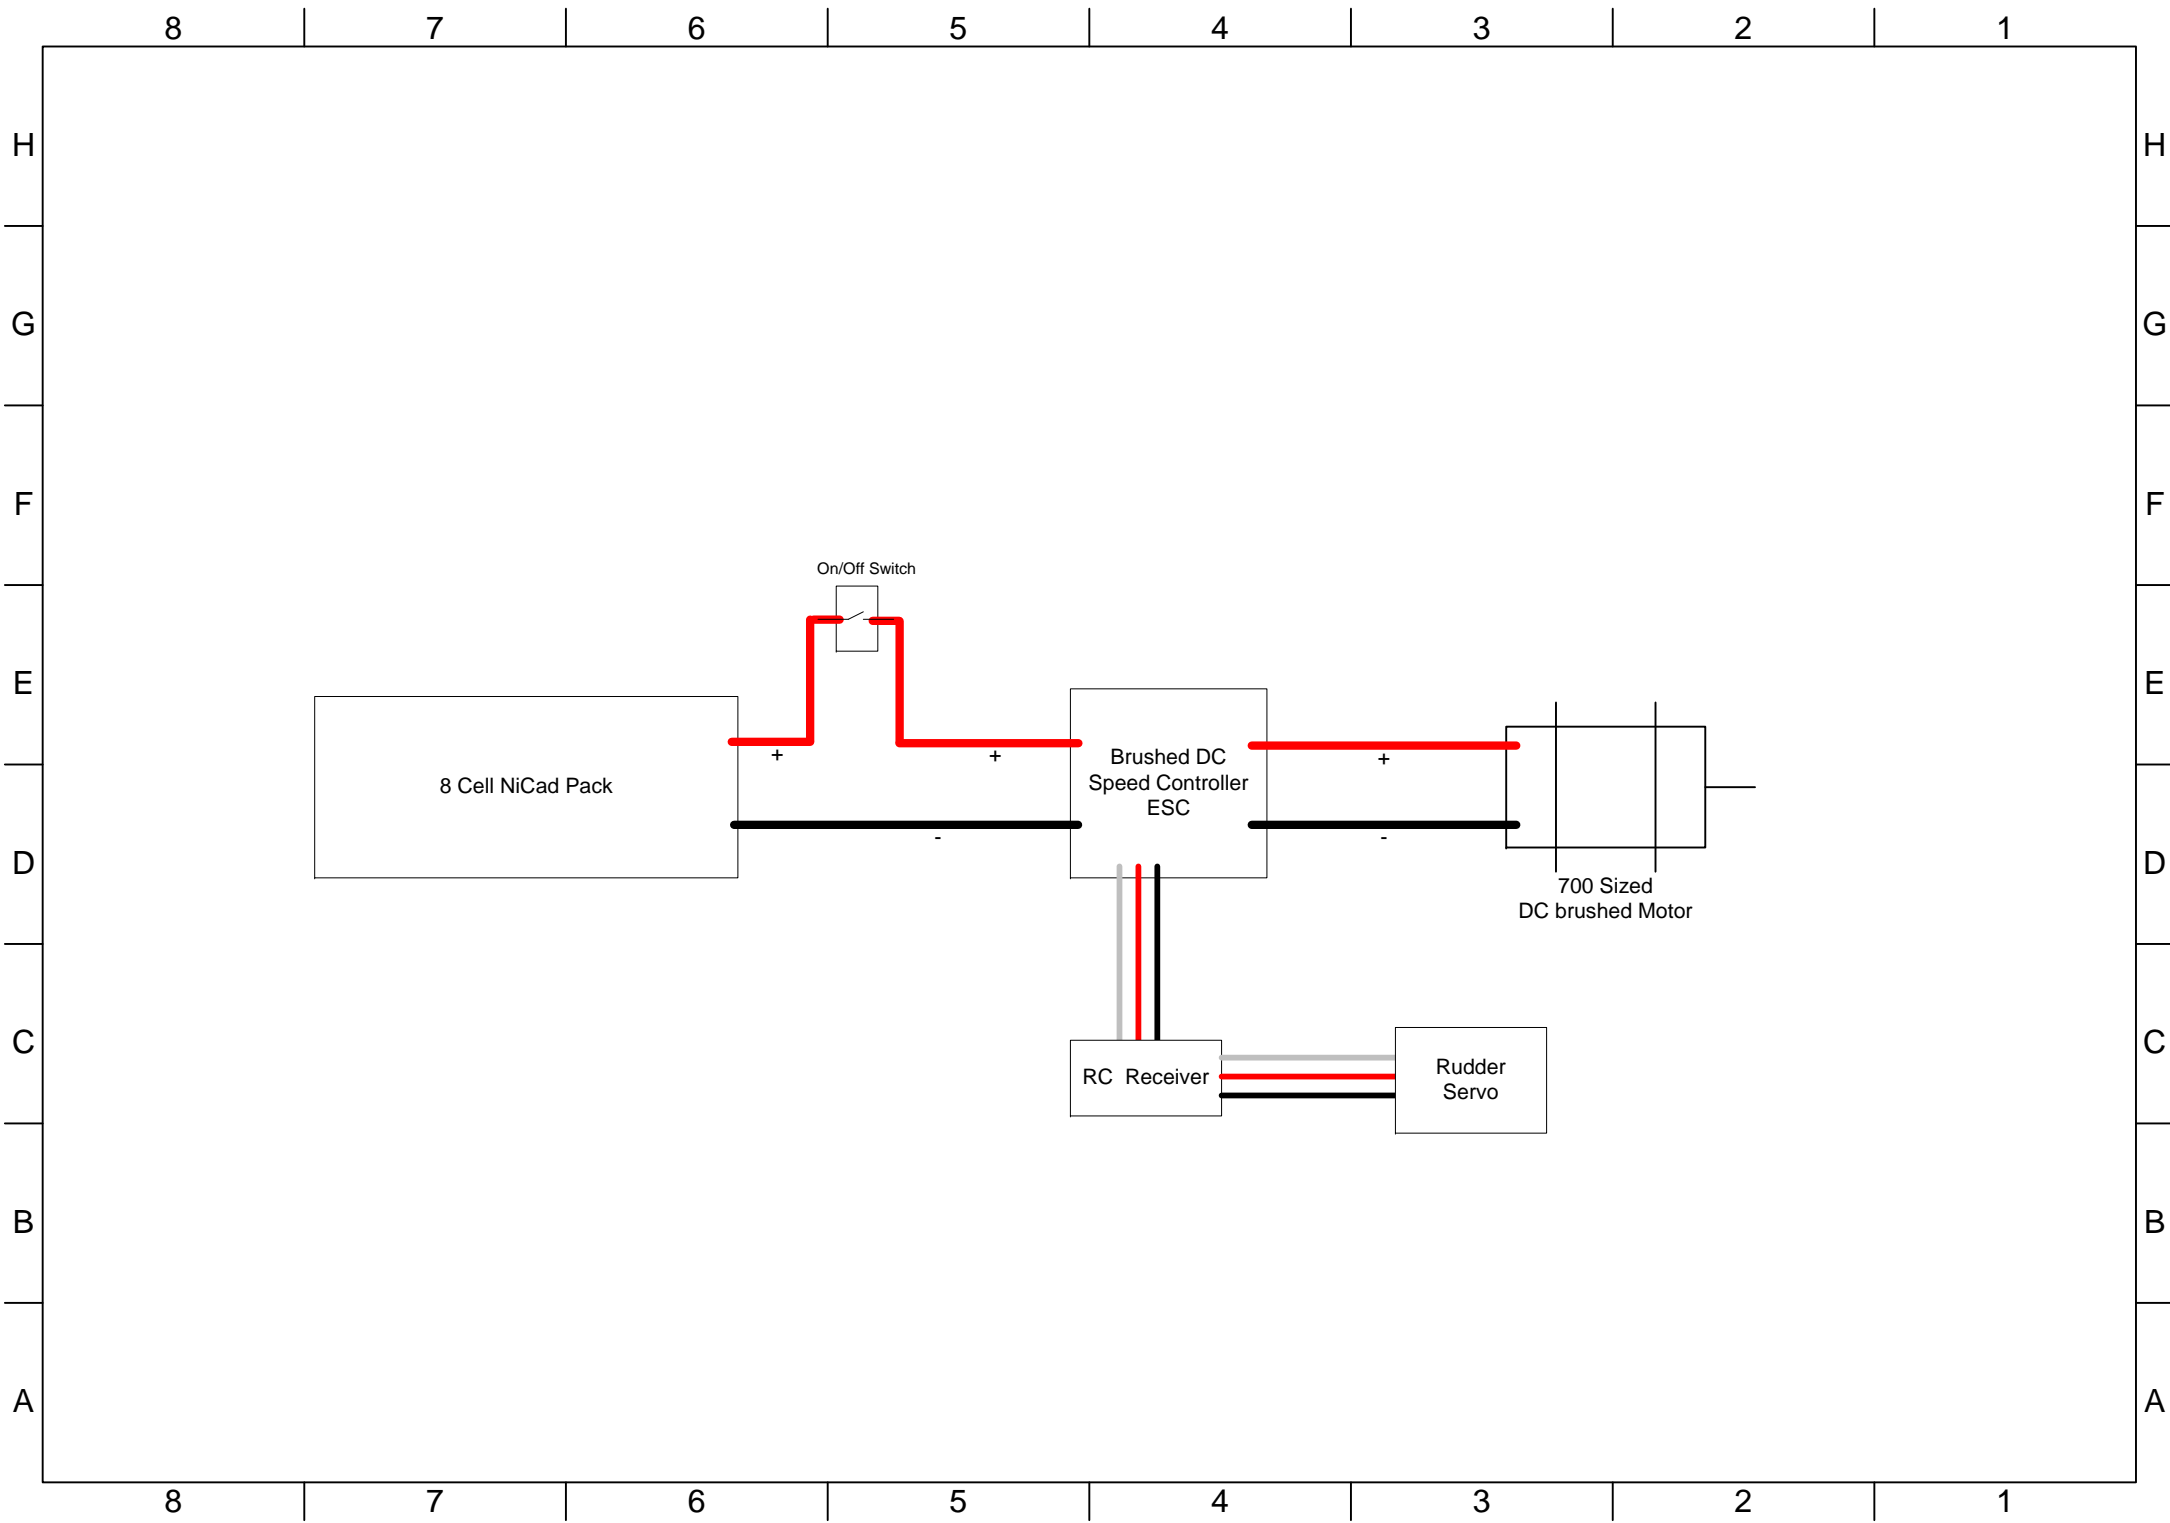 8 7 6 5 4 3 2 1
H H
G G
F F
On/Off Switch
E E
+ + +
8 Cell NiCad Pack
Brushed DC
Speed Controller
ESC
- -
D D
700 Sized
DC brushed Motor
C C
RC Receiver
Rudder
Servo
B B
A A
8 7 6 5 4 3 2 1